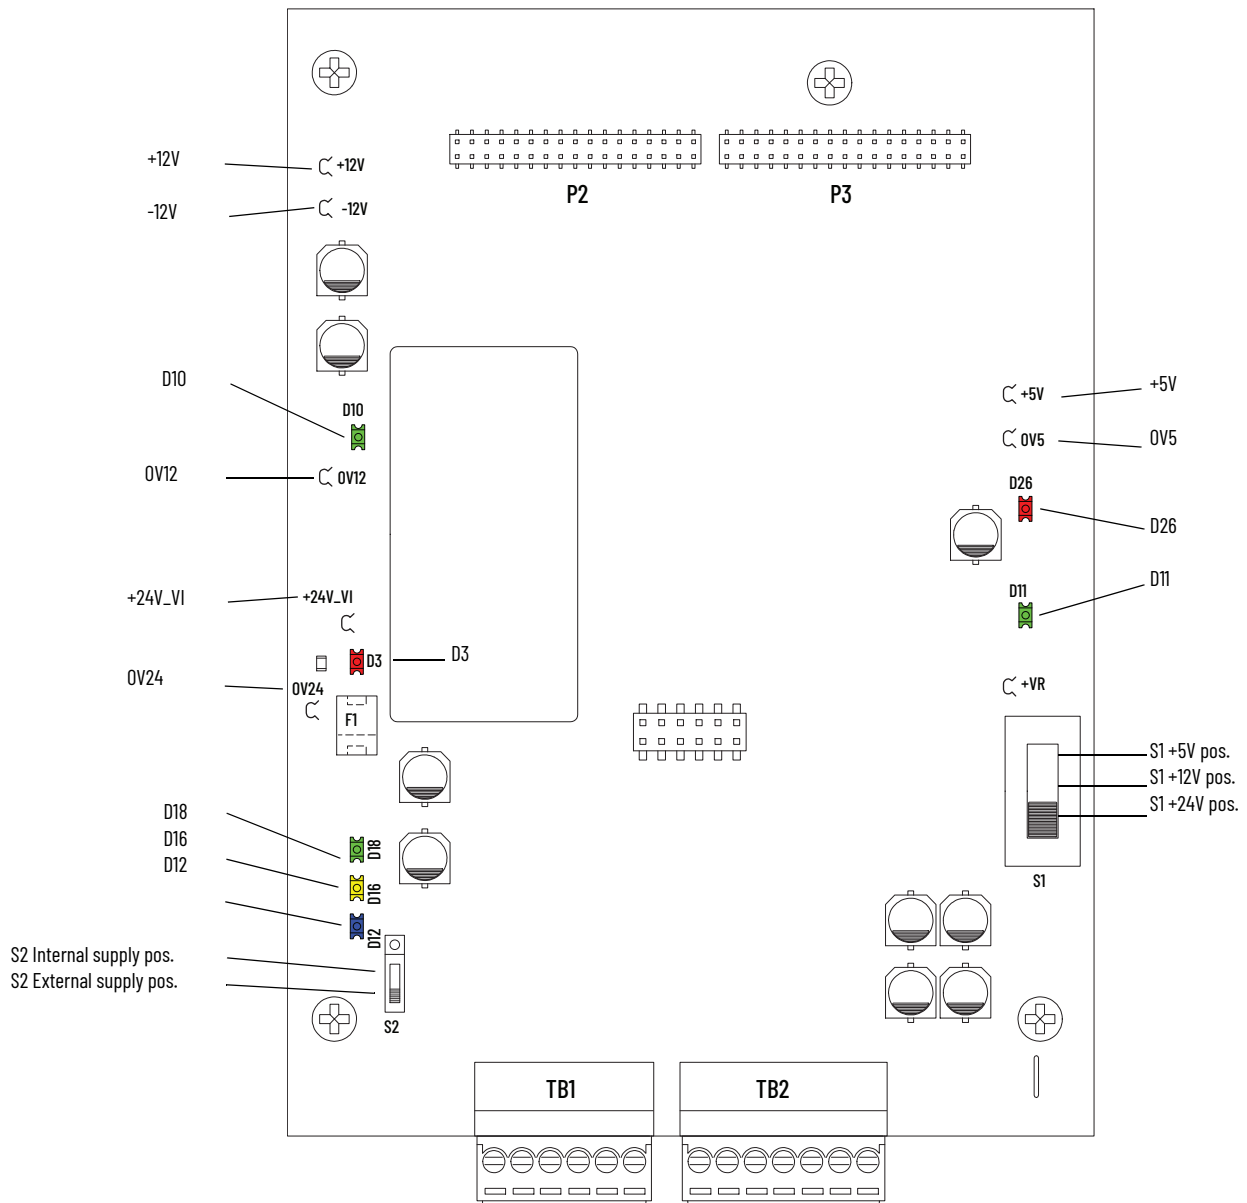 P2
P3
+12V
+12V
-12V
-12V
D10
D10
0V12
0V12
+5V
+5V
0V5
0V5
D26
D26
D11
D11
+24V_VI
+24V_VI
D3
D3
0V24
0V24
F1
+VR
S1 +5V pos.
S1 +12V pos.
S1 +24V pos.
S1
D18
D16
D12
D18
D16
D12
S2 Internal supply pos.
S2 External supply pos.
S2
TB1
TB2